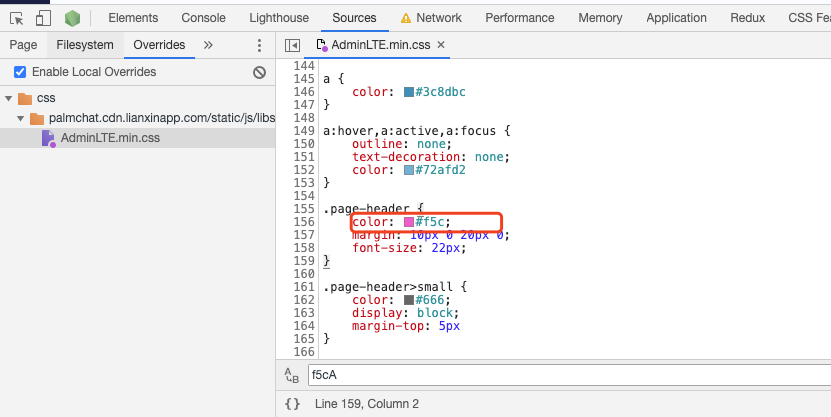 Elements Console Lighthouse Sources Network Performance Memory Application Redux CSS Fea
Page Filesystem Overrides » AdminLTE.min.css ×
Enable Local Overrides
css
palmchat.cdn.lianxinapp.com/static/js/libs
AdminLTE.min.css
144
145 a {
146 color: #3c8dbc
147 }
148
149 a:hover,a:active,a:focus {
150 outline: none;
151 text-decoration: none;
152 color: #72afd2
153 }
154
155 .page-header {
156 color: #f5c;
157 margin: 10px 0 20px 0;
158 font-size: 22px;
159 }
160
161 .page-header>small {
162 color: #666;
163 display: block;
164 margin-top: 5px
165 }
166
A B f5cA
{} Line 159, Column 2